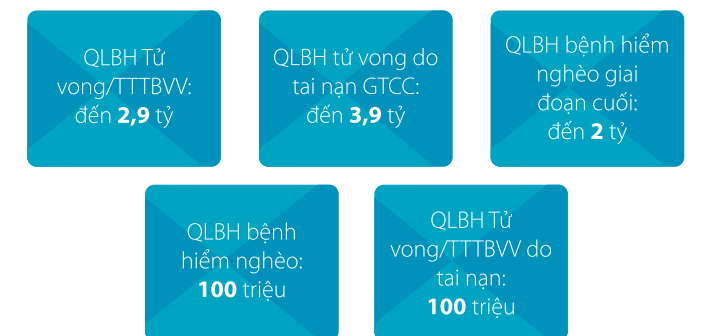 QLBH Tử
vong/TTTBVV:
đến 2,9 tỷ
QLBH tử vong do
tai nạn GTCC:
đến 3,9 tỷ
QLBH bệnh hiểm
nghèo giai
đoạn cuối:
đến 2 tỷ
QLBH bệnh
hiểm nghèo:
100 triệu
QLBH Tử
vong/TTTBVV do
tai nạn:
100 triệu